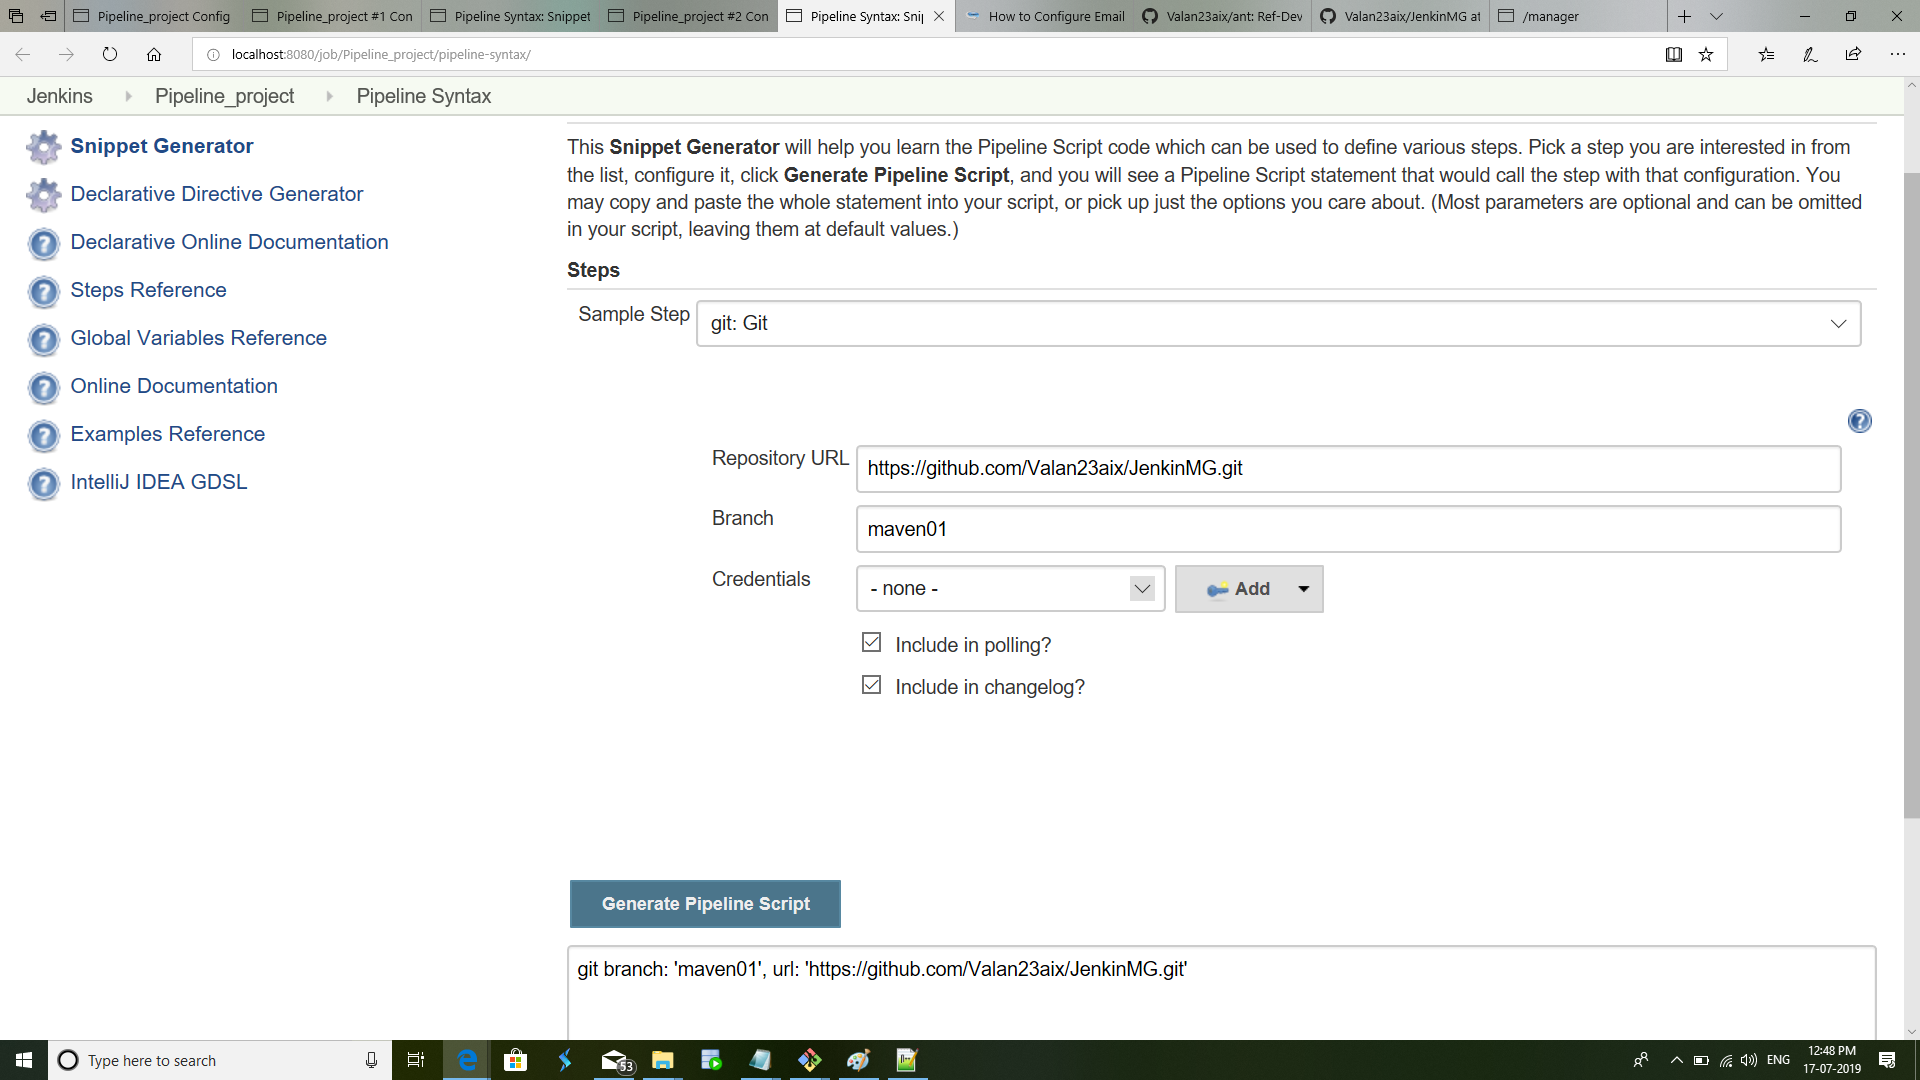 Pipeline_project Config
Pipeline_project #1 Con
Pipeline Syntax: Snippet
Pipeline_project #2 Con
Pipeline Syntax: Snip
How to Configure Email
Valan23aix/ant: Ref-Dev
Valan23aix/JenkinMG at
/manager
localhost:8080/job/Pipeline_project/pipeline-syntax/
Jenkins
Pipeline_project
Pipeline Syntax
Snippet Generator
Declarative Directive Generator
Declarative Online Documentation
Steps Reference
Global Variables Reference
Online Documentation
Examples Reference
IntelliJ IDEA GDSL
This Snippet Generator will help you learn the Pipeline Script code which can be used to define various steps. Pick a step you are interested in from
the list, configure it, click Generate Pipeline Script, and you will see a Pipeline Script statement that would call the step with that configuration. You
may copy and paste the whole statement into your script, or pick up just the options you care about. (Most parameters are optional and can be omitted
in your script, leaving them at default values.)
Steps
Sample Step
git: Git
Repository URL
https://github.com/Valan23aix/JenkinMG.git
Branch
maven01
Credentials
- none -
Add
Include in polling?
Include in changelog?
Generate Pipeline Script
git branch: 'maven01', url: 'https://github.com/Valan23aix/JenkinMG.git'
Type here to search
53
ENG
12:48 PM
17-07-2019